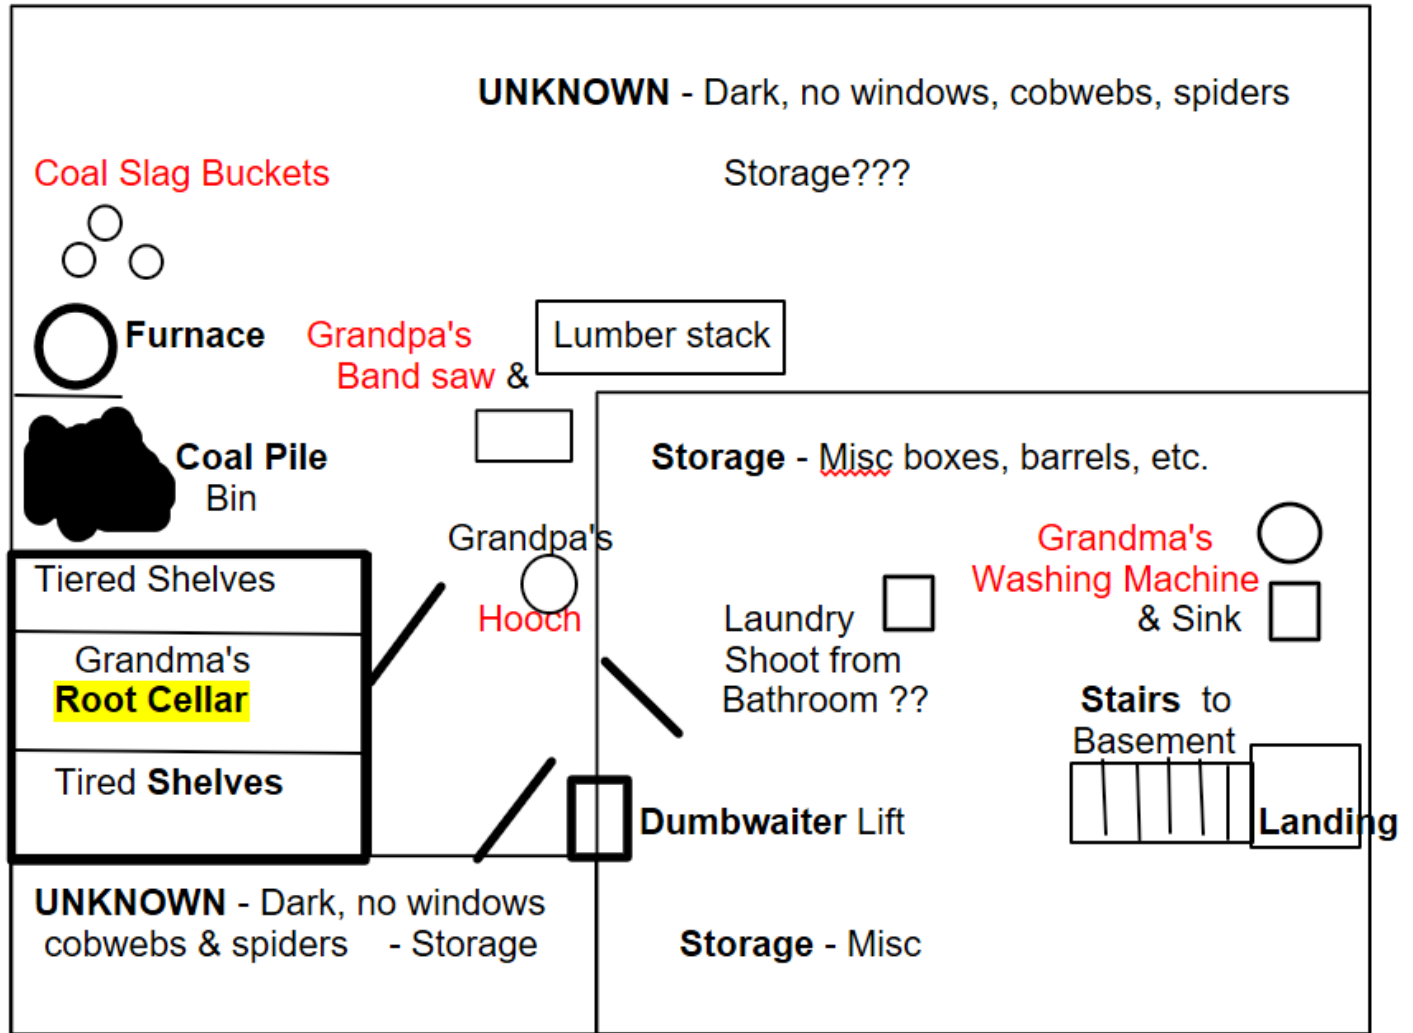 UNKNOWN - Dark, no windows, cobwebs, spiders
Storage???
Coal Slag Buckets
Furnace
Grandpa's
Band saw &
Lumber stack
Coal Pile
Bin
Storage - Misc boxes, barrels, etc.
Grandpa's
Hooch
Grandma's
Washing Machine
& Sink
Tiered Shelves
Grandma's
Root Cellar
Tired Shelves
Laundry
Shoot from
Bathroom ??
Stairs to
Basement
Landing
Dumbwaiter Lift
UNKNOWN - Dark, no windows
cobwebs & spiders - Storage
Storage - Misc